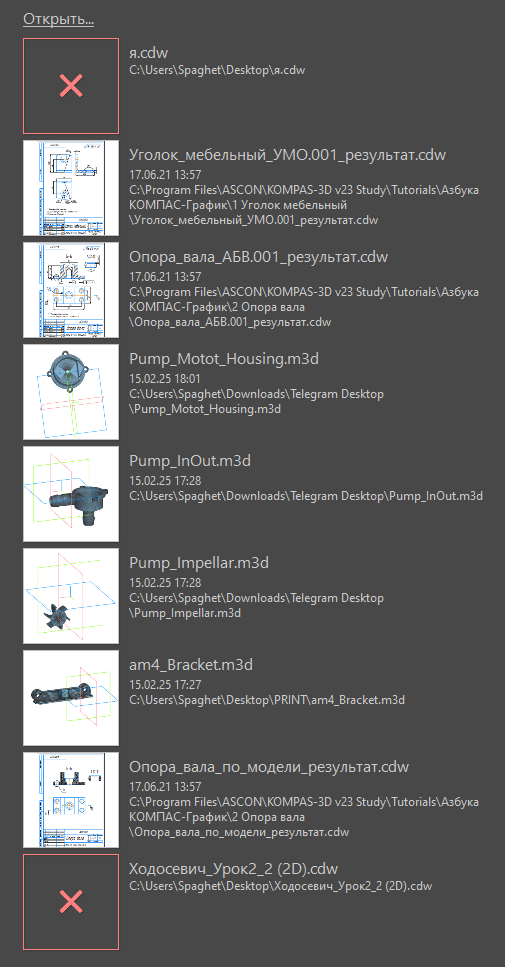 Открыть...
я.cdw
C:\Users\Spaghet\Desktop\я.cdw
Уголок_мебельный_УМО.001_результат.cdw
17.06.21 13:57
C:\Program Files\ASCON\KOMPAS-3D v23 Study\Tutorials\Азбука
КОМПАС-График\1 Уголок мебельный
\Уголок_мебельный_УМО.001_результат.cdw
Опора_вала_АБВ.001_результат.cdw
17.06.21 13:57
C:\Program Files\ASCON\KOMPAS-3D v23 Study\Tutorials\Азбука
КОМПАС-График\2 Опора вала
\Опора_вала_АБВ.001_результат.cdw
Pump_Motot_Housing.m3d
15.02.25 18:01
C:\Users\Spaghet\Downloads\Telegram Desktop
\Pump_Motot_Housing.m3d
Pump_InOut.m3d
15.02.25 17:28
C:\Users\Spaghet\Downloads\Telegram Desktop\Pump_InOut.m3d
Pump_Impellar.m3d
15.02.25 17:28
C:\Users\Spaghet\Downloads\Telegram Desktop
\Pump_Impellar.m3d
am4_Bracket.m3d
15.02.25 17:27
C:\Users\Spaghet\Desktop\PRINT\am4_Bracket.m3d
Опора_вала_по_модели_результат.cdw
17.06.21 13:57
C:\Program Files\ASCON\KOMPAS-3D v23 Study\Tutorials\Азбука
КОМПАС-График\2 Опора вала
\Опора_вала_по_модели_результат.cdw
Ходосевич_Урок2_2 (2D).cdw
C:\Users\Spaghet\Desktop\Ходосевич_Урок2_2 (2D).cdw